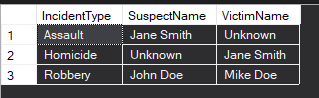 IncidentType SuspectName VictimName
1 Assault Jane Smith Unknown
2 Homicide Unknown Jane Smith
3 Robbery John Doe Mike Doe